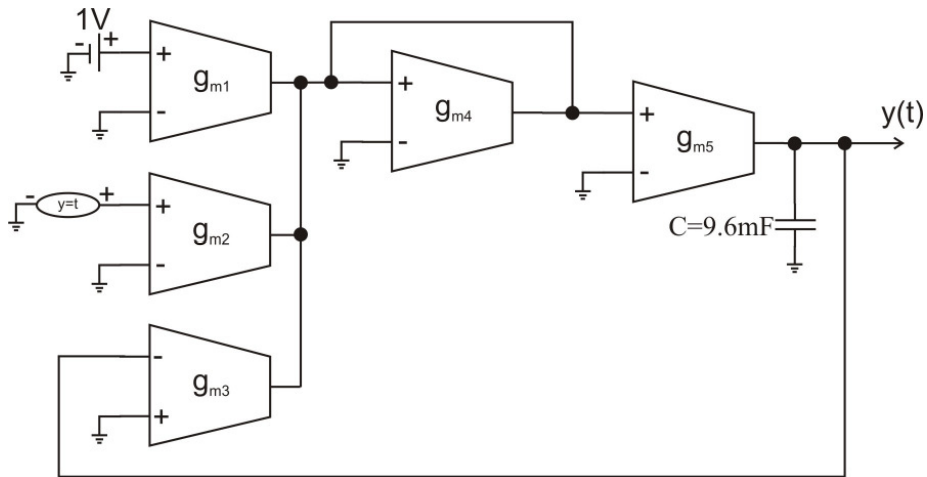 1V
- +
+
gm1
-
+
gm4
-
+
gm5
-
y(t)
- y=t +
+
gm2
-
C=9.6mF
-
gm3
+